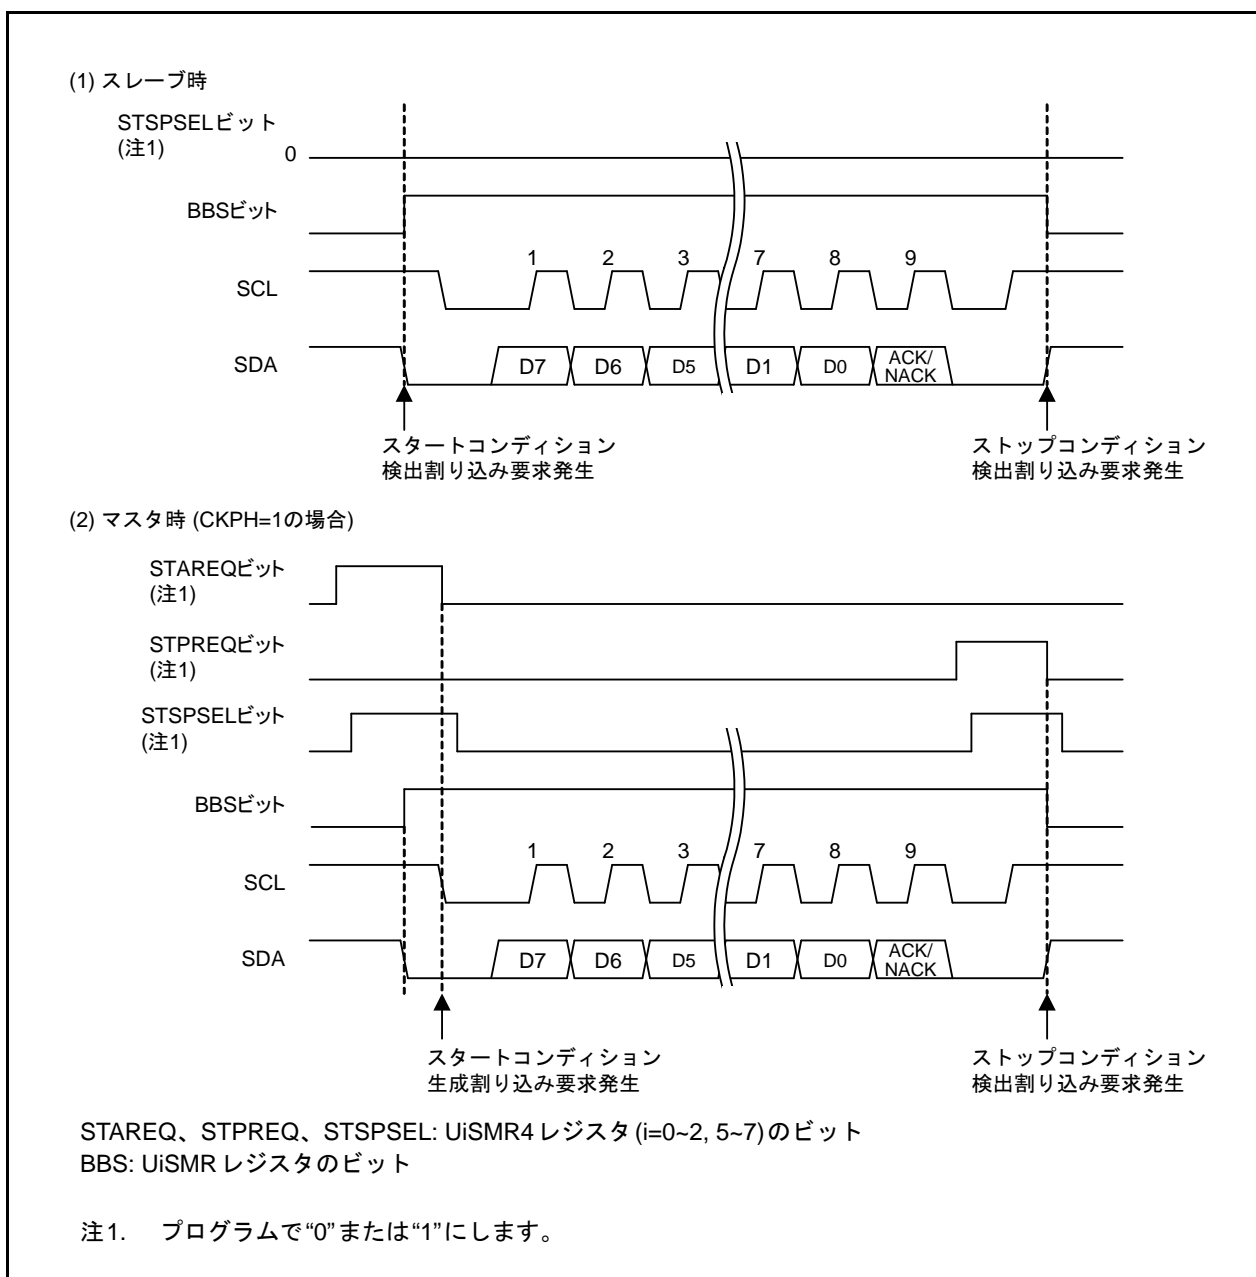 (1) スレーブ時
STSPSELビット
(注1)
0
BBSビット
1 2 3 7 8 9
SCL
SDA
D7 D6 D5 D1 D0 ACK/
NACK
スタートコンディション
検出割り込み要求発生
ストップコンディション
検出割り込み要求発生
(2) マスタ時 (CKPH=1の場合)
STAREQビット
(注1)
STPREQビット
(注1)
STSPSELビット
(注1)
BBSビット
1 2 3 7 8 9
SCL
SDA
D7 D6 D5 D1 D0 ACK/
NACK
スタートコンディション
生成割り込み要求発生
ストップコンディション
検出割り込み要求発生
STAREQ、STPREQ、STSPSEL: UiSMR4レジスタ(i=0~2, 5~7)のビット
BBS: UiSMRレジスタのビット
注1. プログラムで“0”または“1”にします。